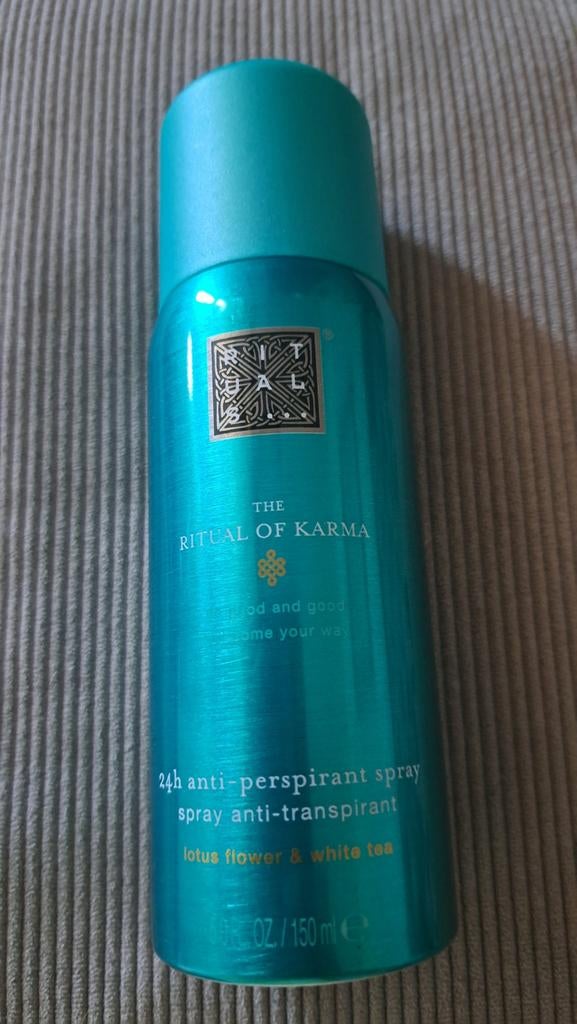 RIT
UAL
S...
®
THE
RITUAL OF KARMA
and good
your way
24h anti-perspirant spray
spray anti-transpirant
lotus flower & white tea
OZ. / 150 ml ℮